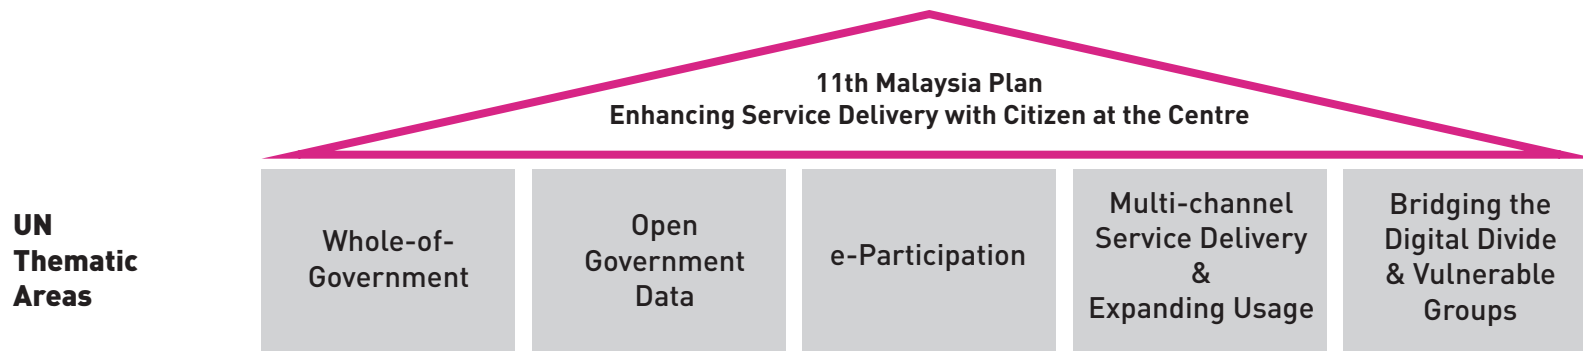 11th Malaysia Plan
Enhancing Service Delivery with Citizen at the Centre
UN
Thematic
Areas
Whole-of-
Government
Open
Government
Data
e-Participation
Multi-channel
Service Delivery
&
Expanding Usage
Bridging the
Digital Divide
& Vulnerable
Groups